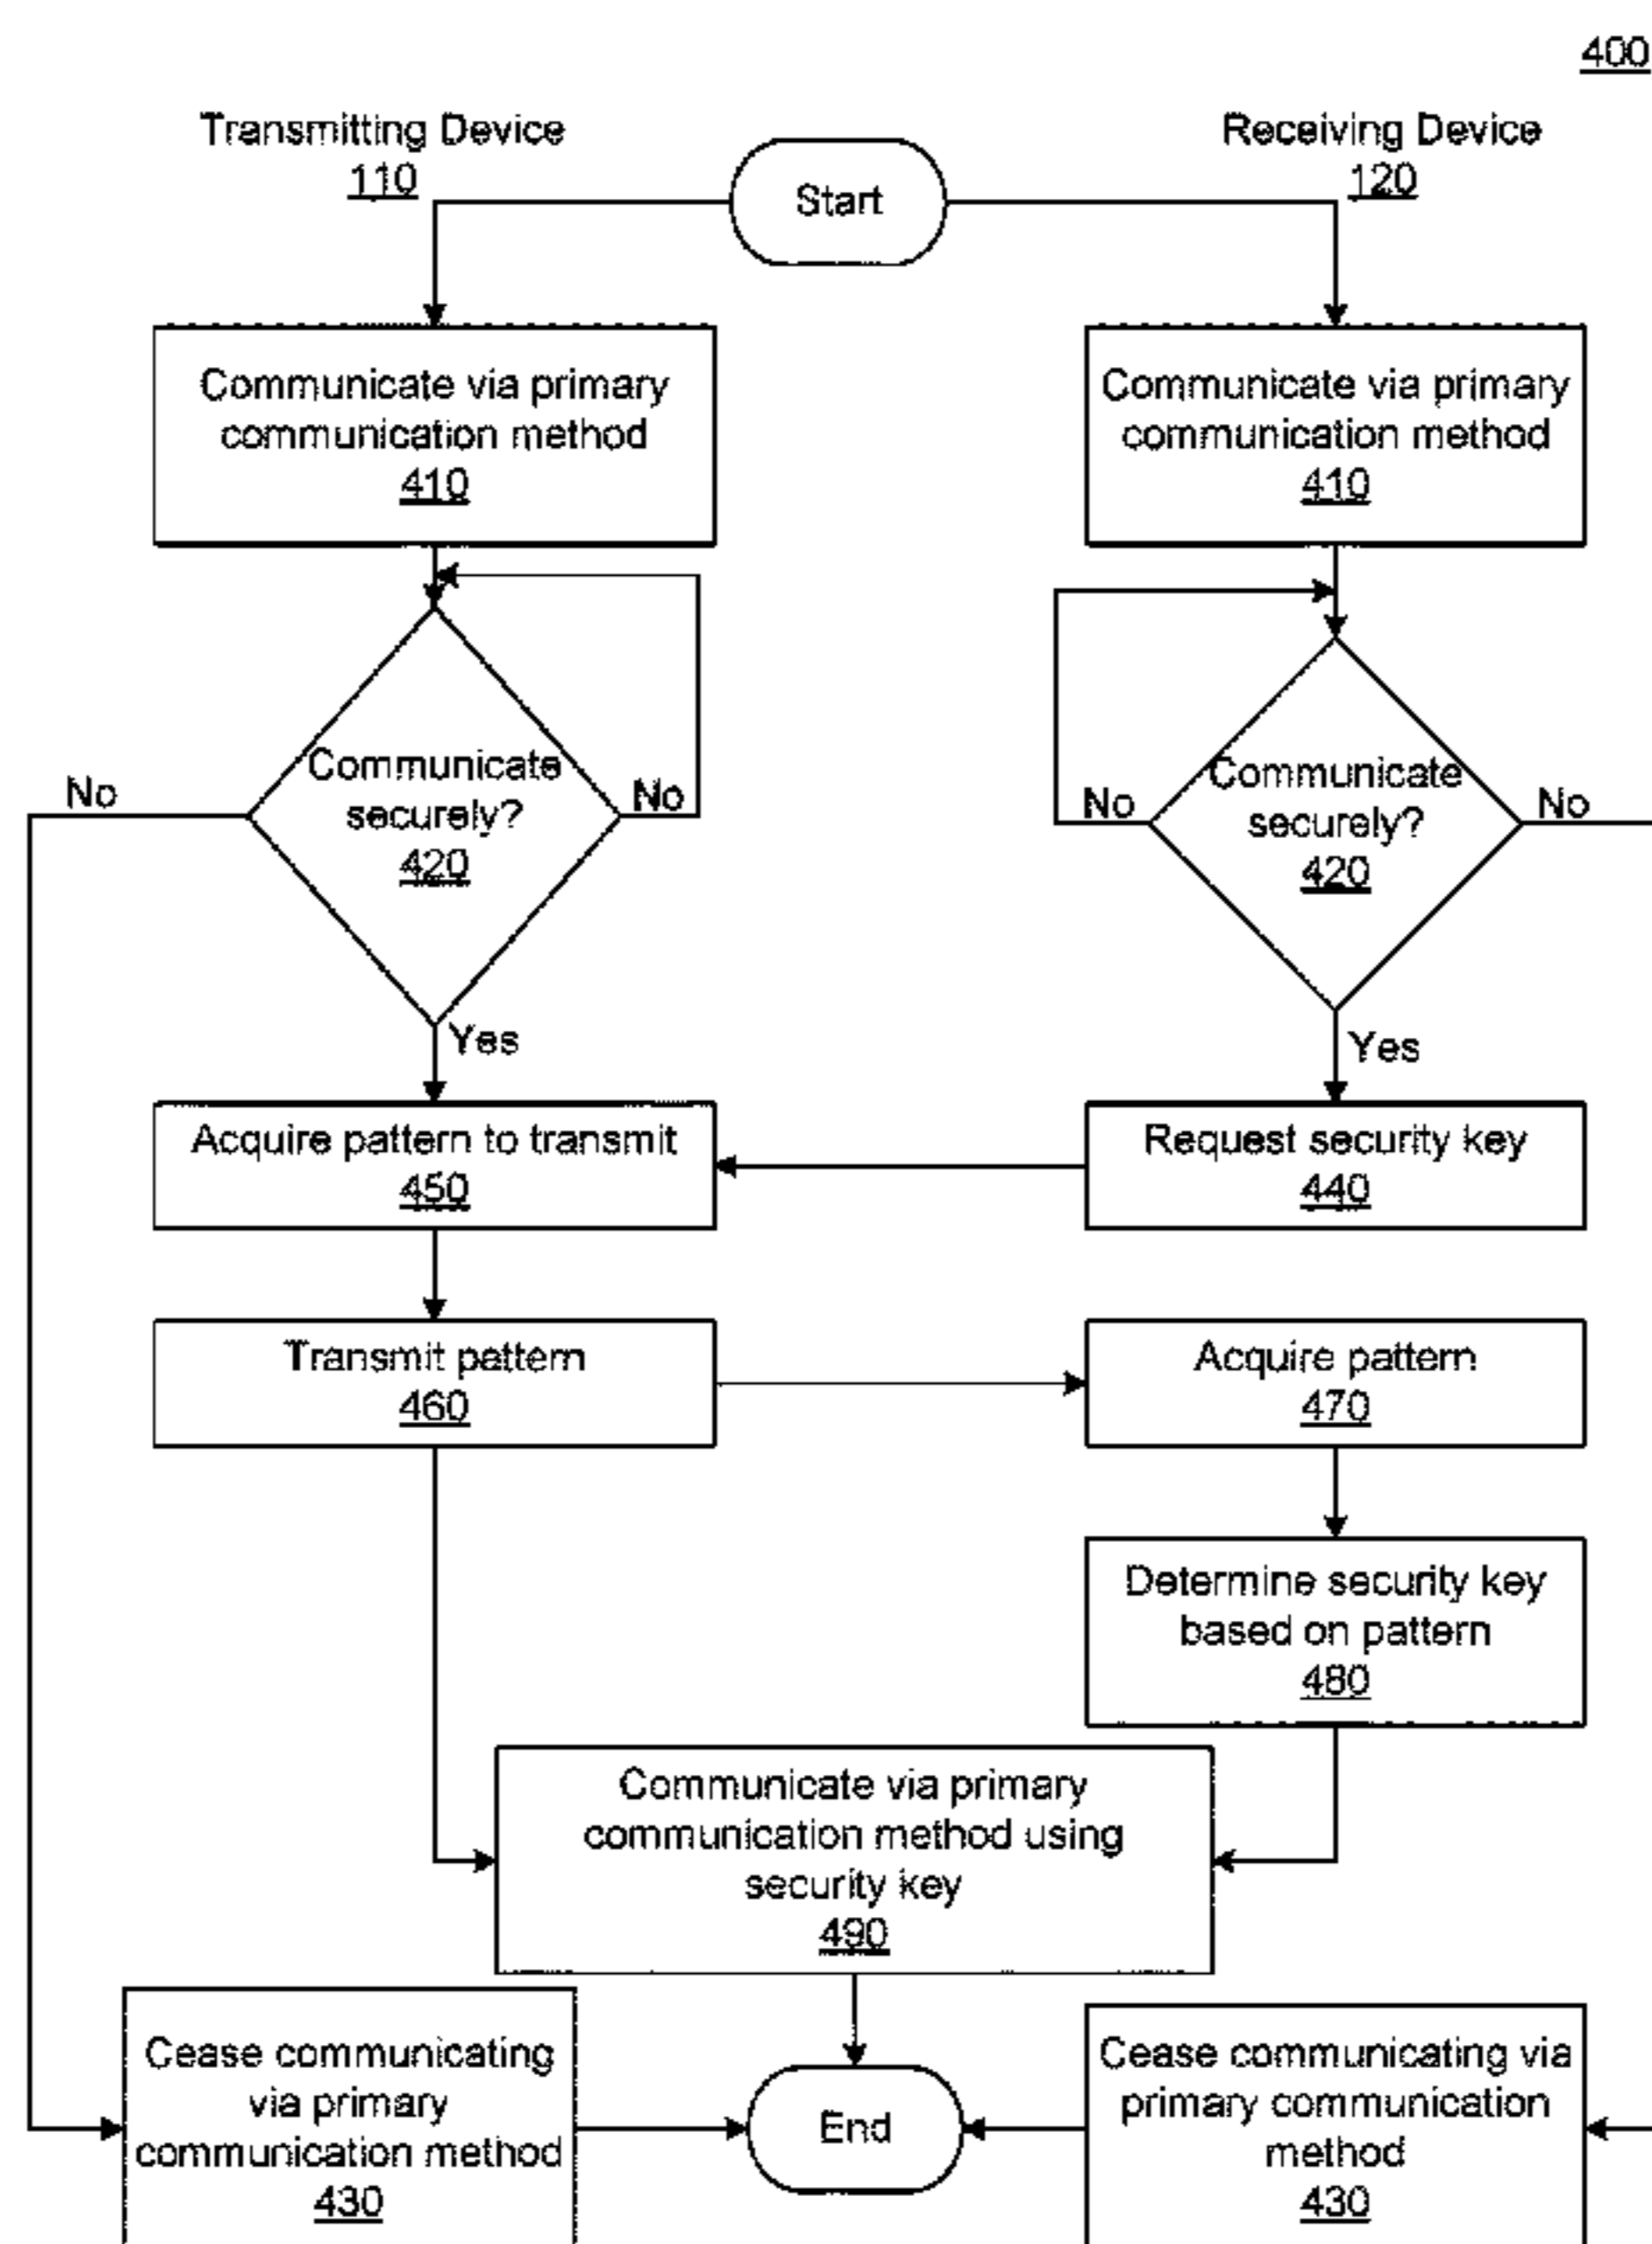 400
Transmitting Device
110
Receiving Device
120
Start
Communicate via primary
communication method
410
Communicate via primary
communication method
410
Communicate
securely?
420
No
No
Yes
Communicate
securely?
420
No
No
Yes
Acquire pattern to transmit
450
Request security key
440
Transmit pattern
460
Acquire pattern
470
Determine security key
based on pattern
480
Communicate via primary
communication method using
security key
490
Cease communicating
via primary
communication method
430
End
Cease communicating via
primary communication
method
430